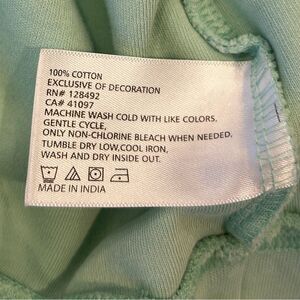 100% COTTON
EXCLUSIVE OF DECORATION
RN# 128492
CA# 41097
MACHINE WASH COLD WITH LIKE COLORS.
GENTLE CYCLE,
ONLY NON-CHLORINE BLEACH WHEN NEEDED.
TUMBLE DRY LOW,COOL IRON,
WASH AND DRY INSIDE OUT.
MADE IN INDIA